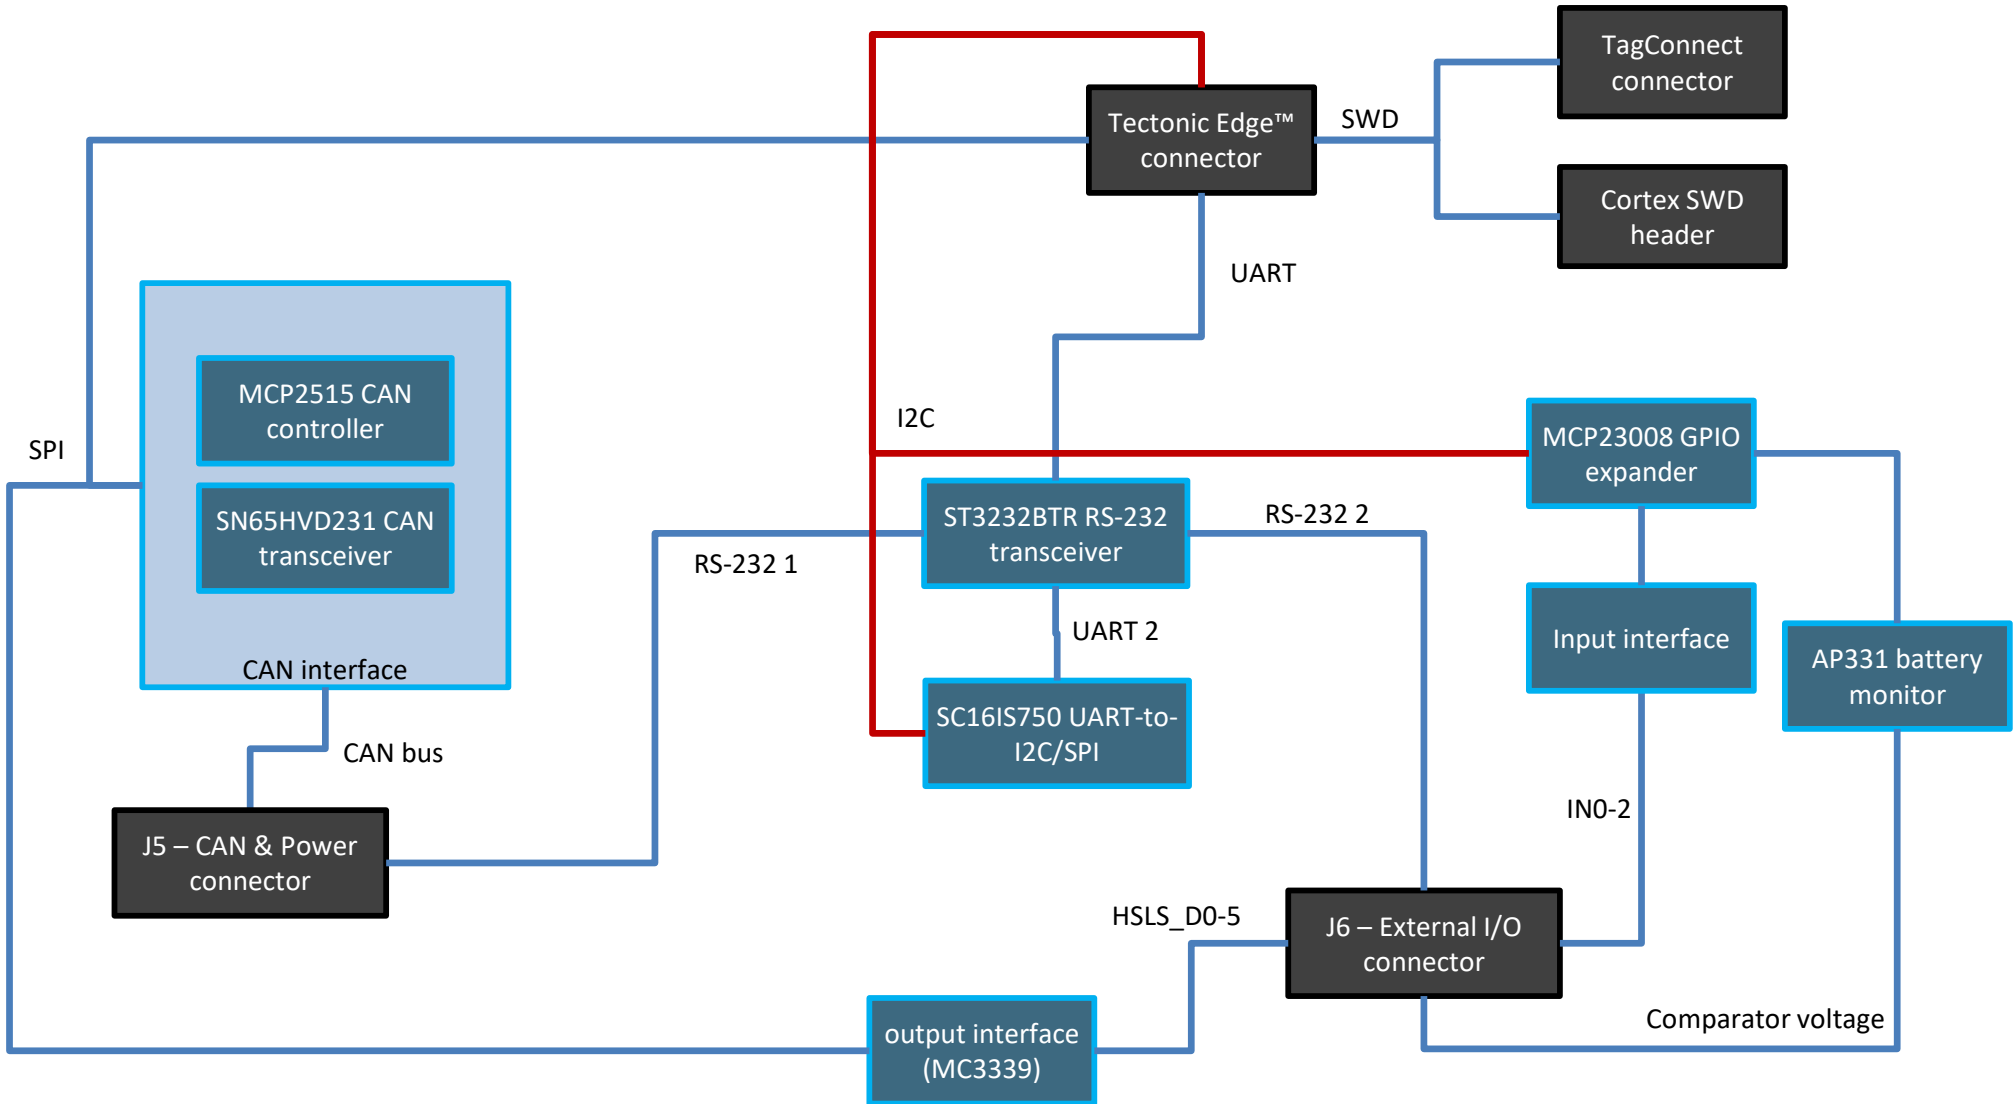 TagConnect
connector
Tectonic Edge™
connector
SWD
Cortex SWD
header
UART
MCP2515 CAN
controller
I2C
MCP23008 GPIO
expander
SPI
SN65HVD231 CAN
transceiver
ST3232BTR RS-232
transceiver
RS-232 2
RS-232 1
UART 2
Input interface
CAN interface
AP331 battery
monitor
SC16IS750 UART-to-
I2C/SPI
CAN bus
IN0-2
J5 – CAN & Power
connector
HSLS_D0-5
J6 – External I/O
connector
Comparator voltage
output interface
(MC3339)